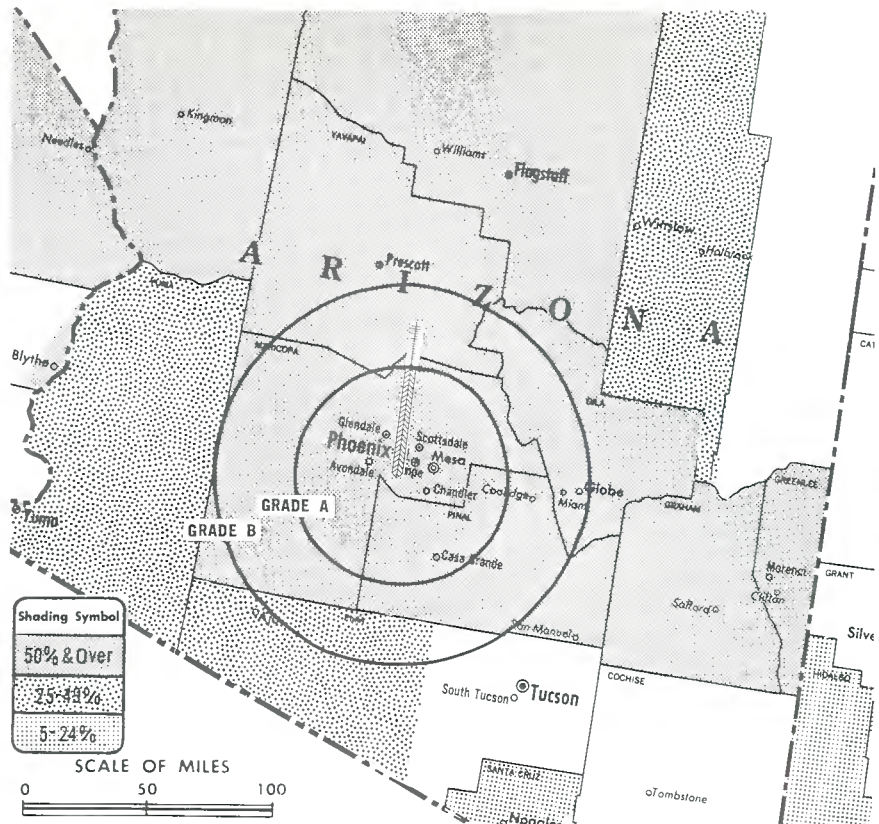 Kingman
Needles
YAVAPAI
Williams
Flagstaff
Winslow
Holbrook
ARIZONA
Prescott
YUMA
MARICOPA
Blythe
GILA
CAT
Glendale
Scottsdale
Phoenix
Mesa
Avondale
Chandler
Coolidge
Miami
Globe
GREENLEE
GRAHAM
PINAL
GRADE A
GRADE B
Yuma
Casa Grande
Morenci
Clifton
GRANT
Safford
Silve
San Manuel
PIMA
Ajo
Shading Symbol
50% & Over
25-49%
5-24%
COCHISE
HIDALGO
South Tucson
Tucson
SANTA CRUZ
Tombstone
Nogales
SCALE OF MILES
0 50 100